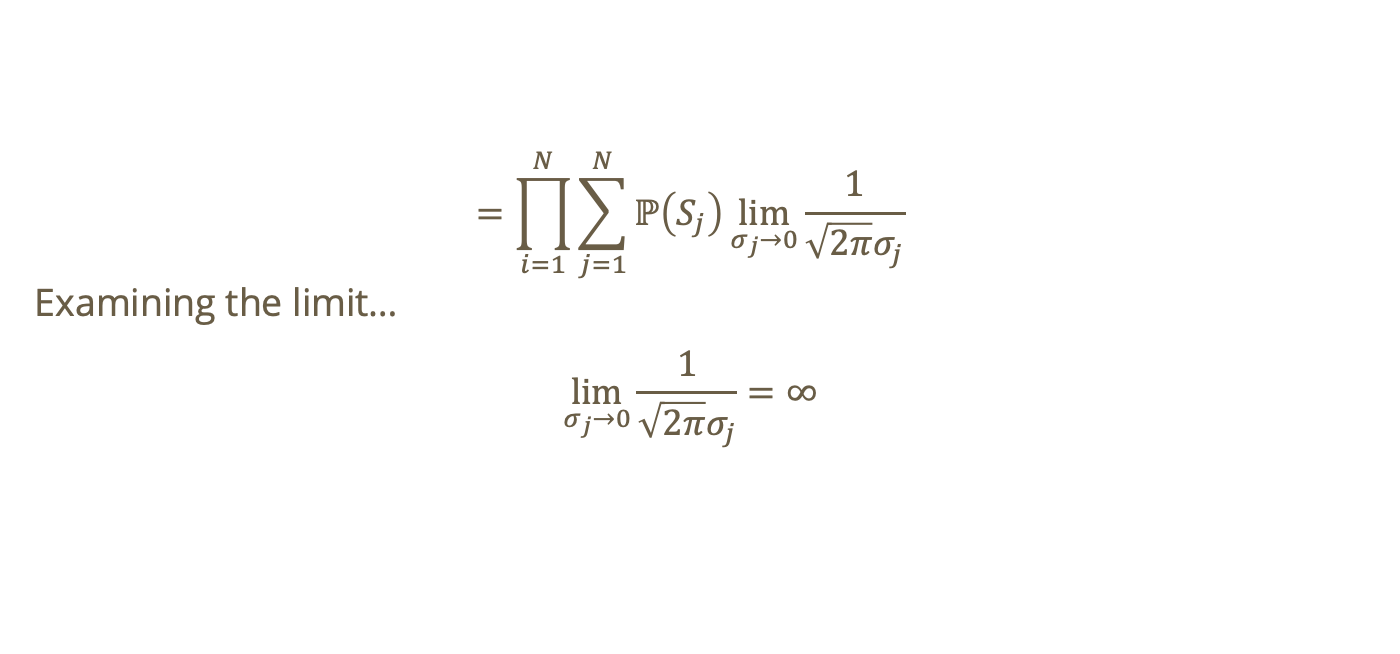 = ∏_{i=1}^{N} ∑_{j=1}^{N} ℙ(S_j) lim_{σ_j→0} 1/(√(2π)σ_j)
Examining the limit...
lim_{σ_j→0} 1/(√(2π)σ_j) = ∞